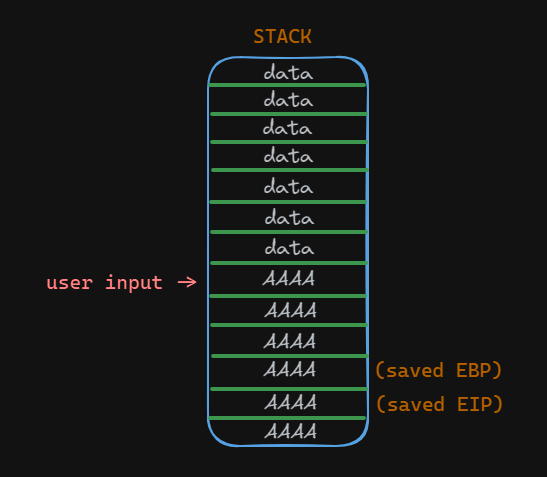 STACK
data
data
data
data
data
data
data
user input → AAAA
AAAA
AAAA
AAAA (saved EBP)
AAAA (saved EIP)
AAAA